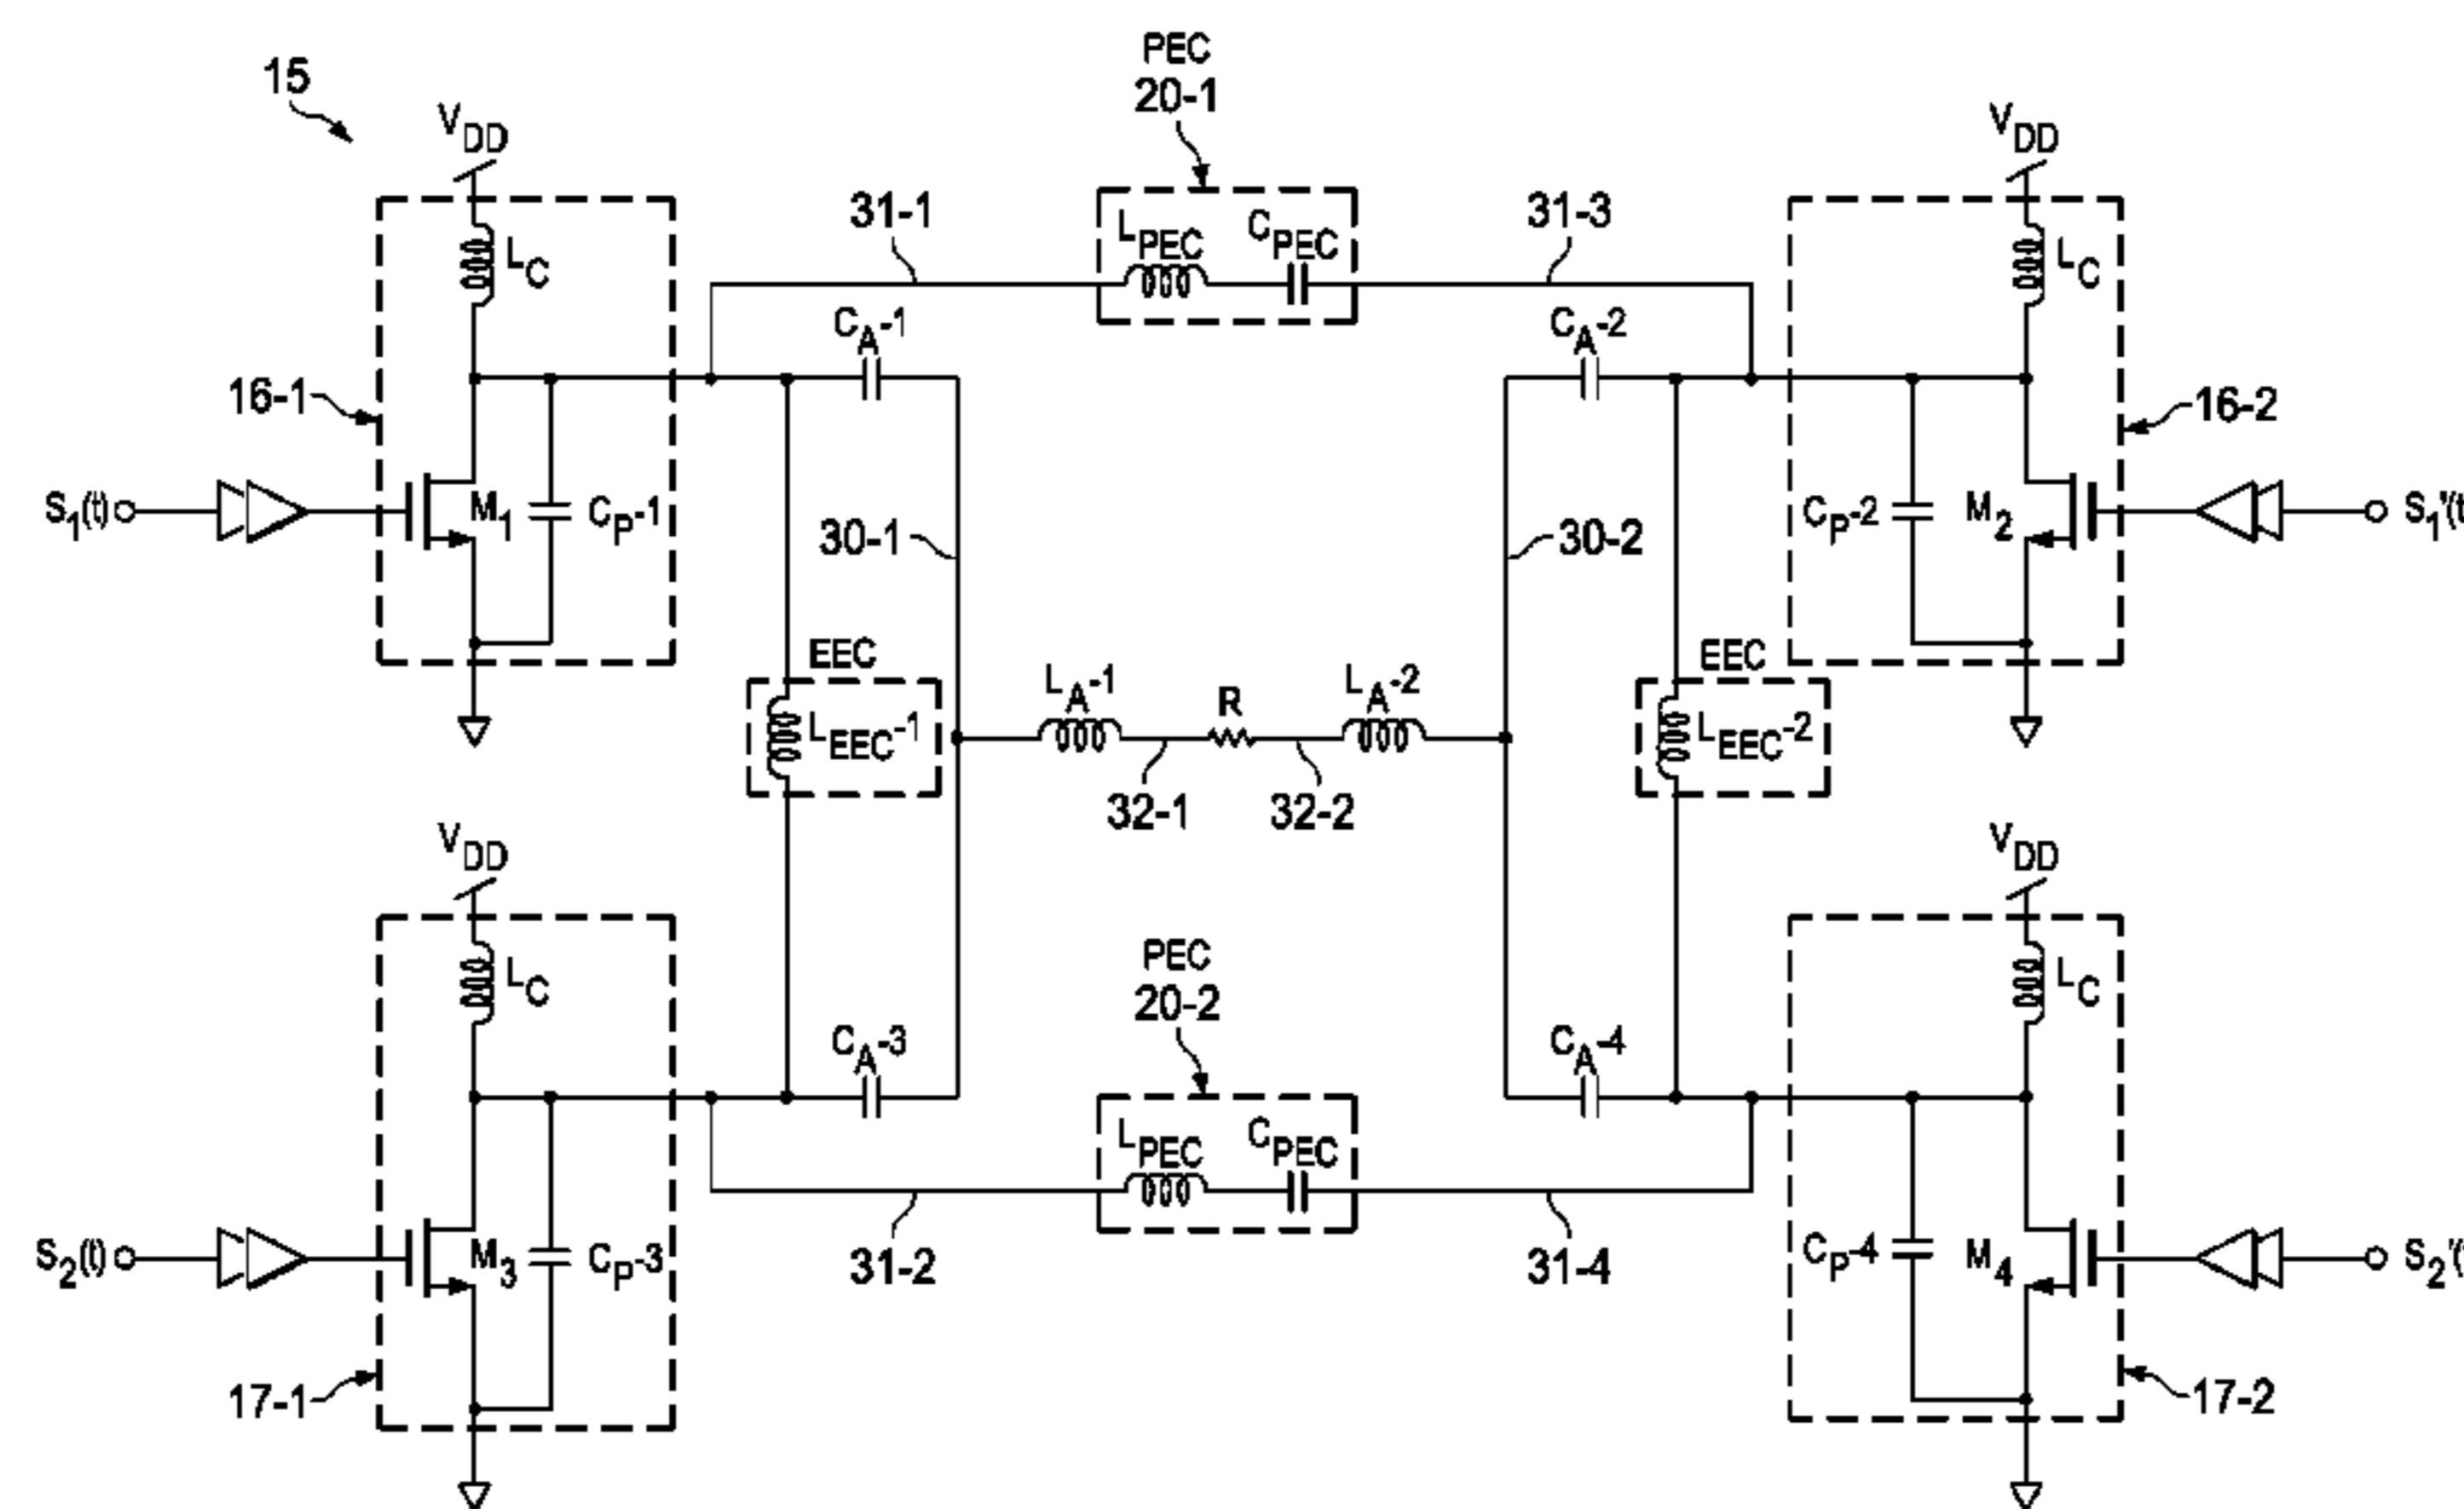 PEC
20-1
15
VDD
VDD
31-1
LPEC
CPEC
31-3
LC
LC
CA-1
CA-2
16-1
16-2
S1(t)
M1
CP-1
30-1
30-2
CP-2
M2
S1"(t
EEC
EEC
LA-1
R
LA-2
LEEC-1
LEEC-2
32-1
32-2
VDD
VDD
PEC
20-2
LC
LC
CA-3
CA-4
LPEC
CPEC
S2(t)
M3
CP-3
31-2
31-4
CP-4
M4
17-1
17-2